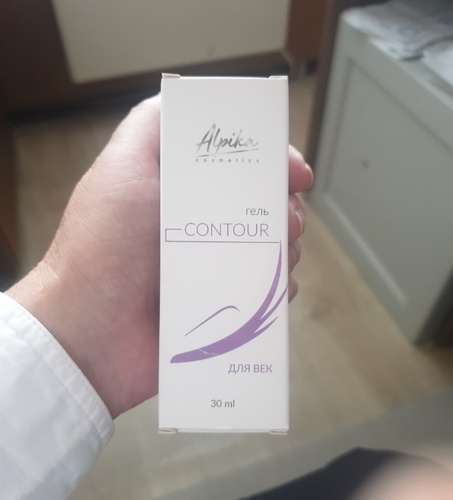 Alpika
cosmetics
гель
CONTOUR
ДЛЯ ВЕК
30 ml